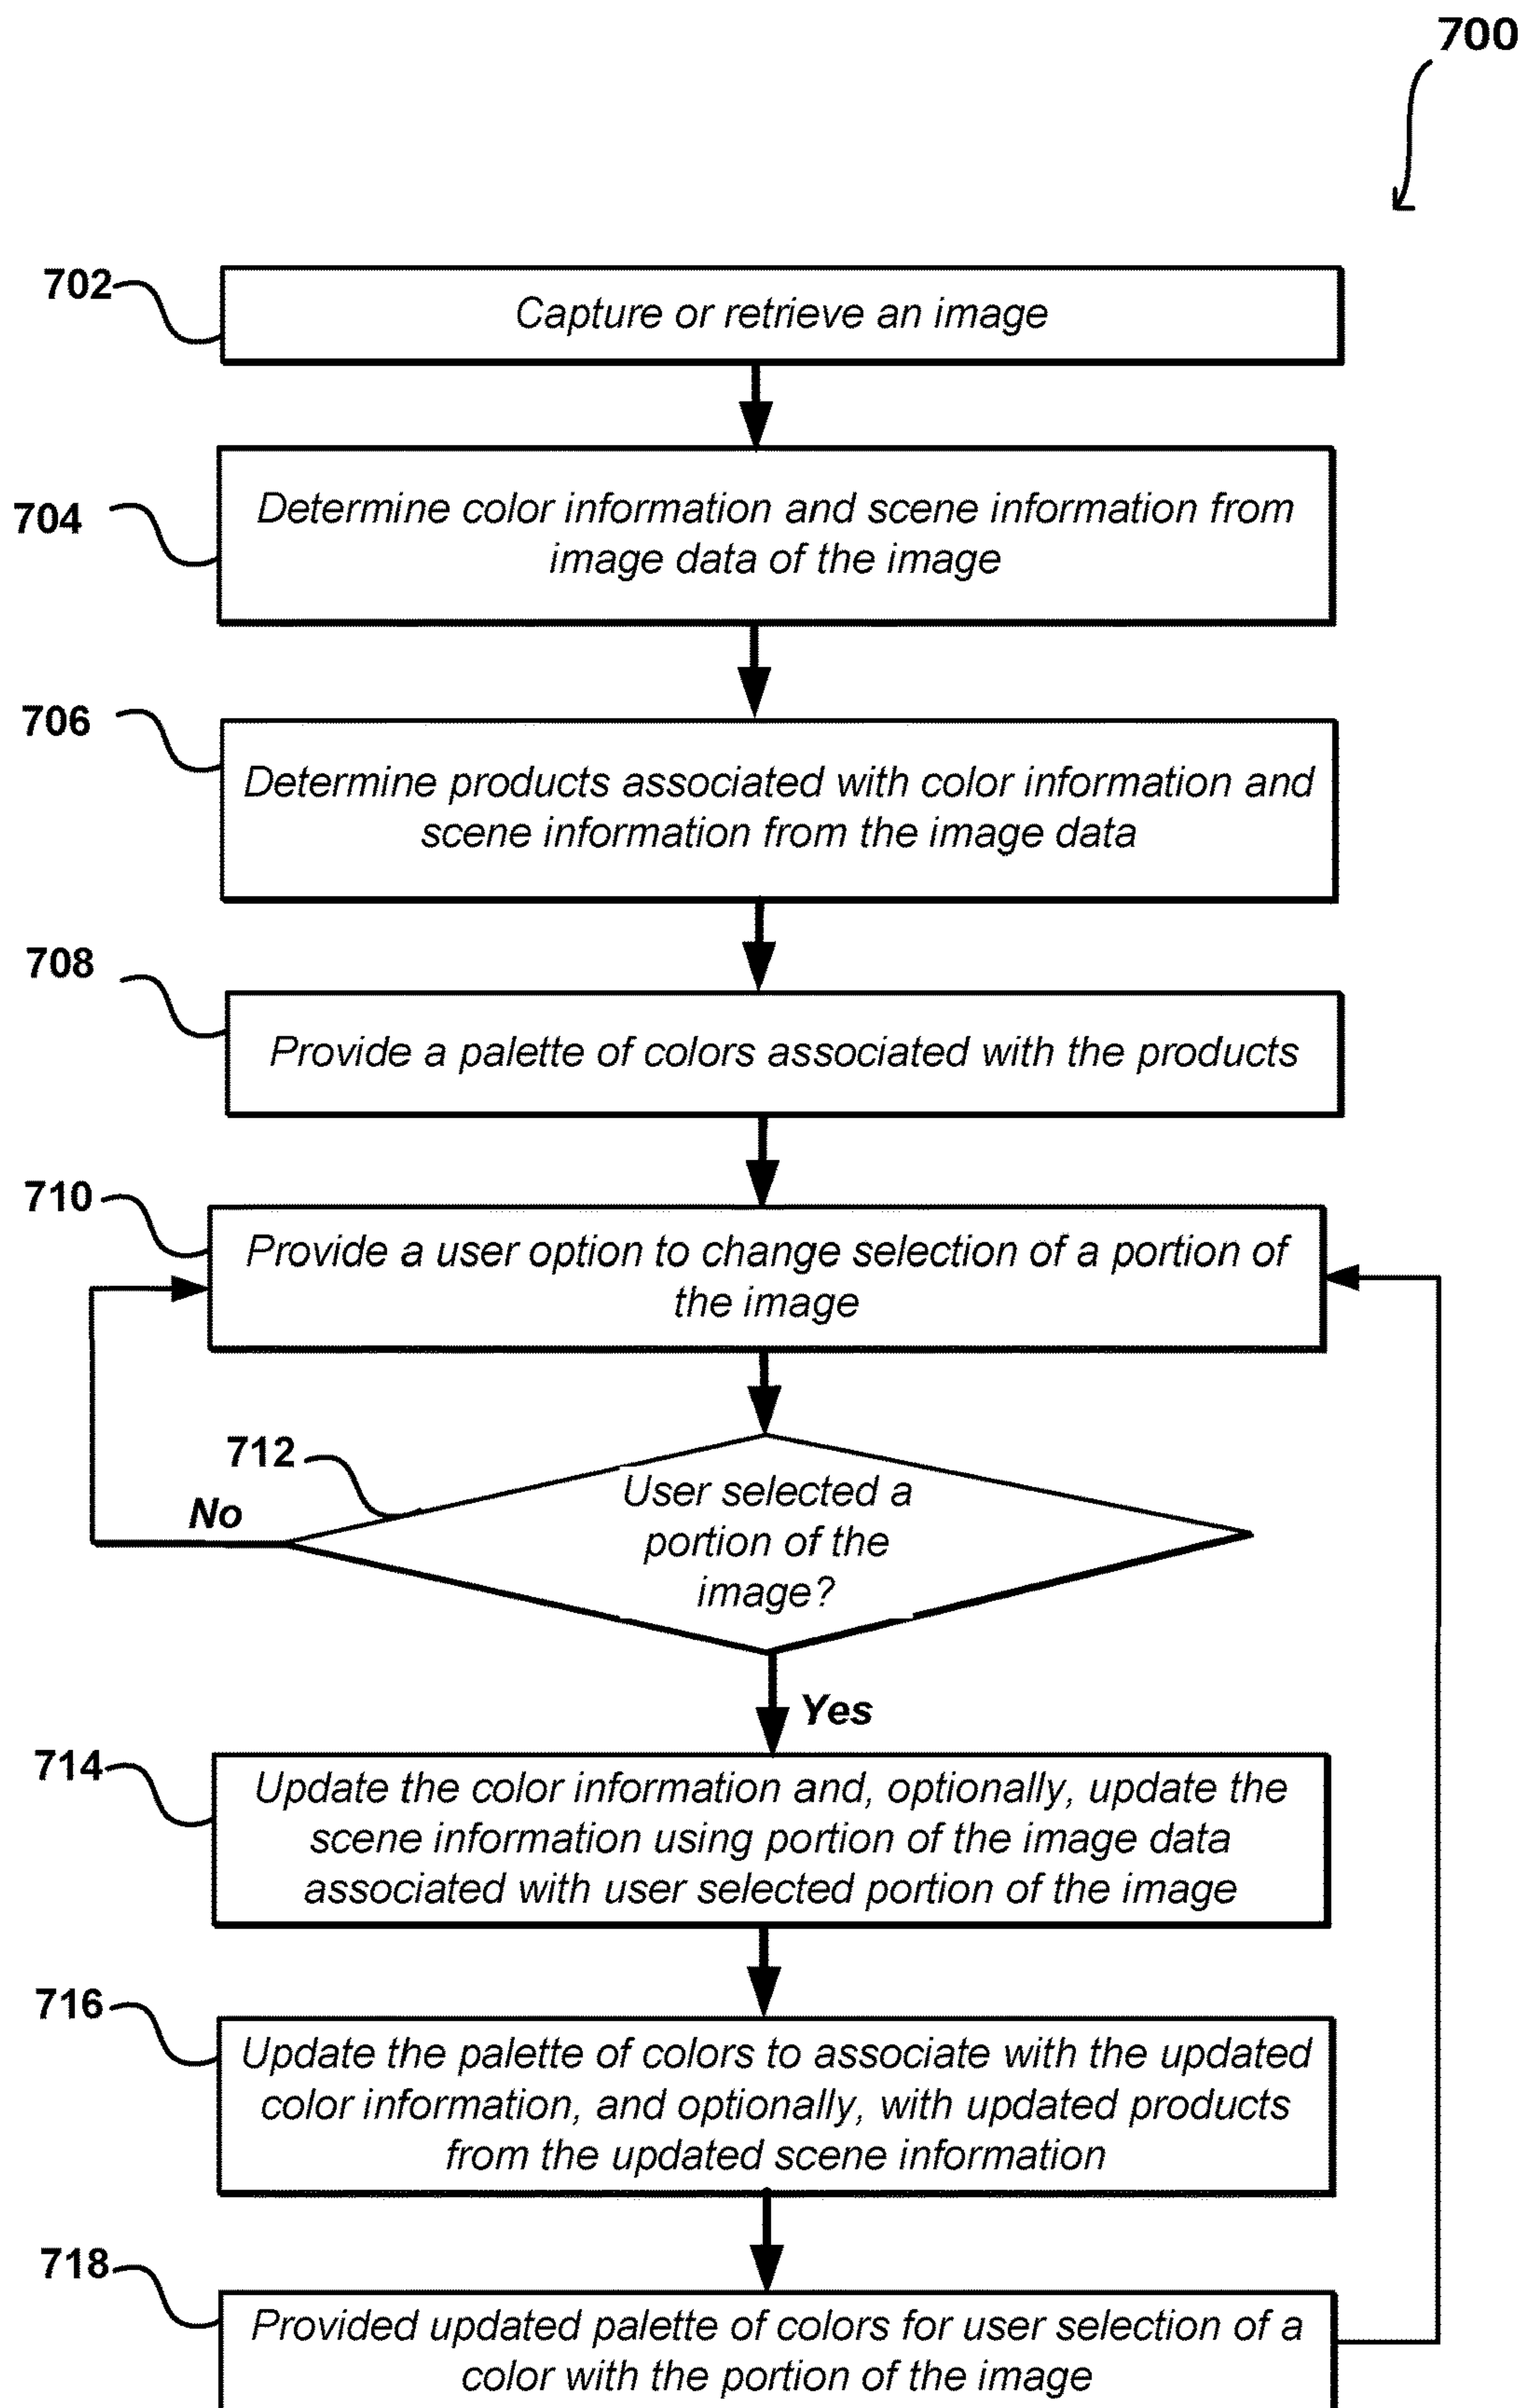 700
702
Capture or retrieve an image
704
Determine color information and scene information from
image data of the image
706
Determine products associated with color information and
scene information from the image data
708
Provide a palette of colors associated with the products
710
Provide a user option to change selection of a portion of
the image
712
User selected a
portion of the
image?
No
Yes
714
Update the color information and, optionally, update the
scene information using portion of the image data
associated with user selected portion of the image
716
Update the palette of colors to associate with the updated
color information, and optionally, with updated products
from the updated scene information
718
Provided updated palette of colors for user selection of a
color with the portion of the image